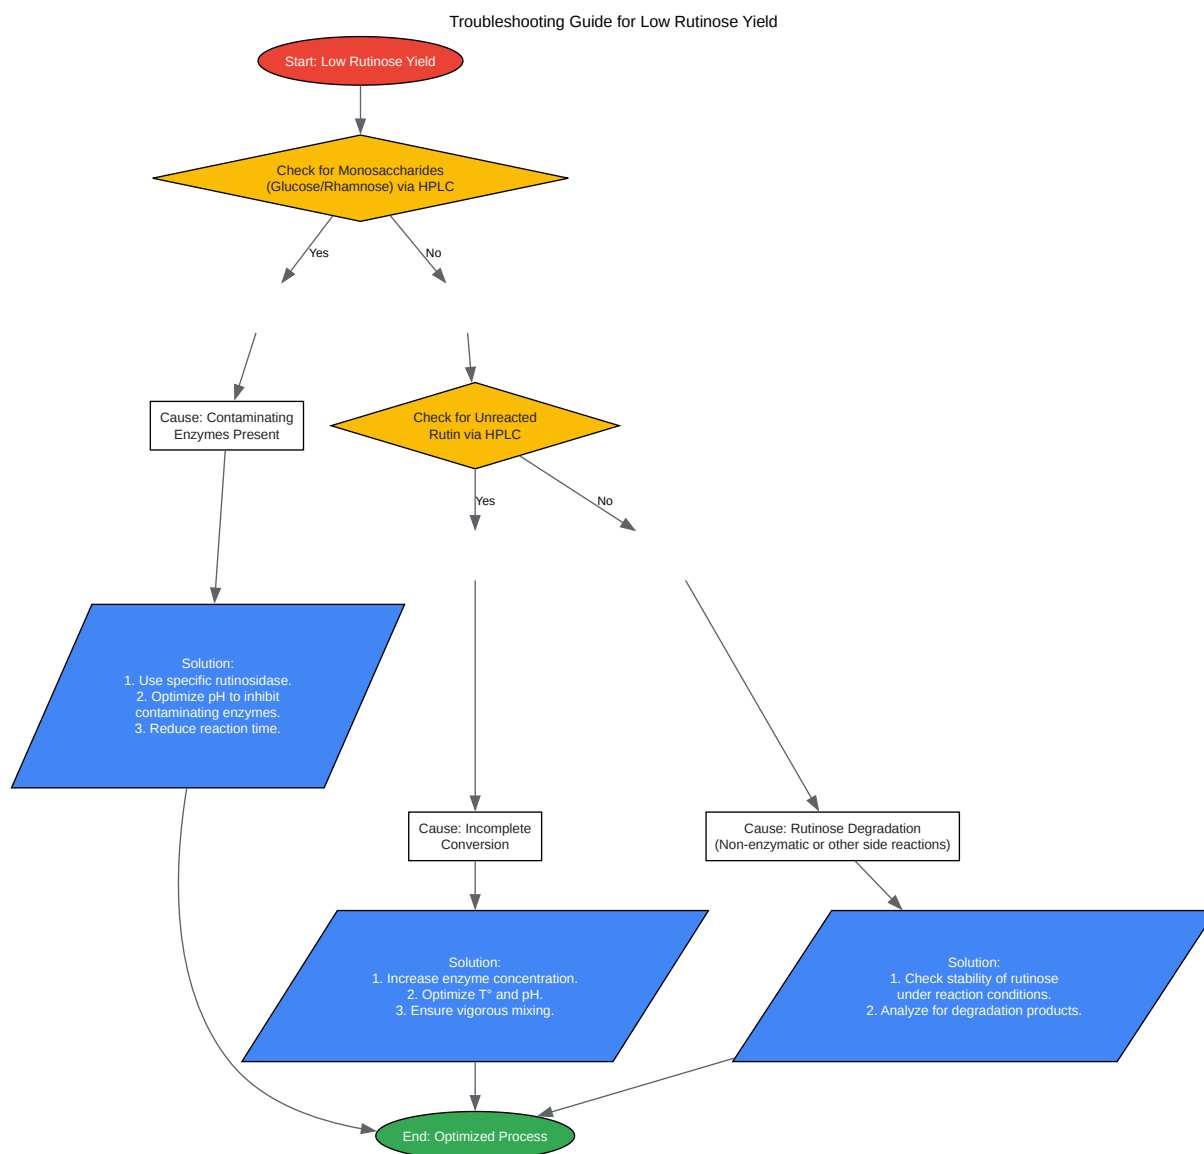 Troubleshooting Guide for Low Rutinose Yield
Start: Low Rutinose Yield
Check for Monosaccharides
(Glucose/Rhamnose) via HPLC
Yes
No
Cause: Contaminating
Enzymes Present
Check for Unreacted
Rutin via HPLC
Yes
No
Solution:
1. Use specific rutinosidase.
2. Optimize pH to inhibit
contaminating enzymes.
3. Reduce reaction time.
Cause: Incomplete
Conversion
Cause: Rutinose Degradation
(Non-enzymatic or other side reactions)
Solution:
1. Increase enzyme concentration.
2. Optimize T° and pH.
3. Ensure vigorous mixing.
Solution:
1. Check stability of rutinose
under reaction conditions.
2. Analyze for degradation products.
End: Optimized Process